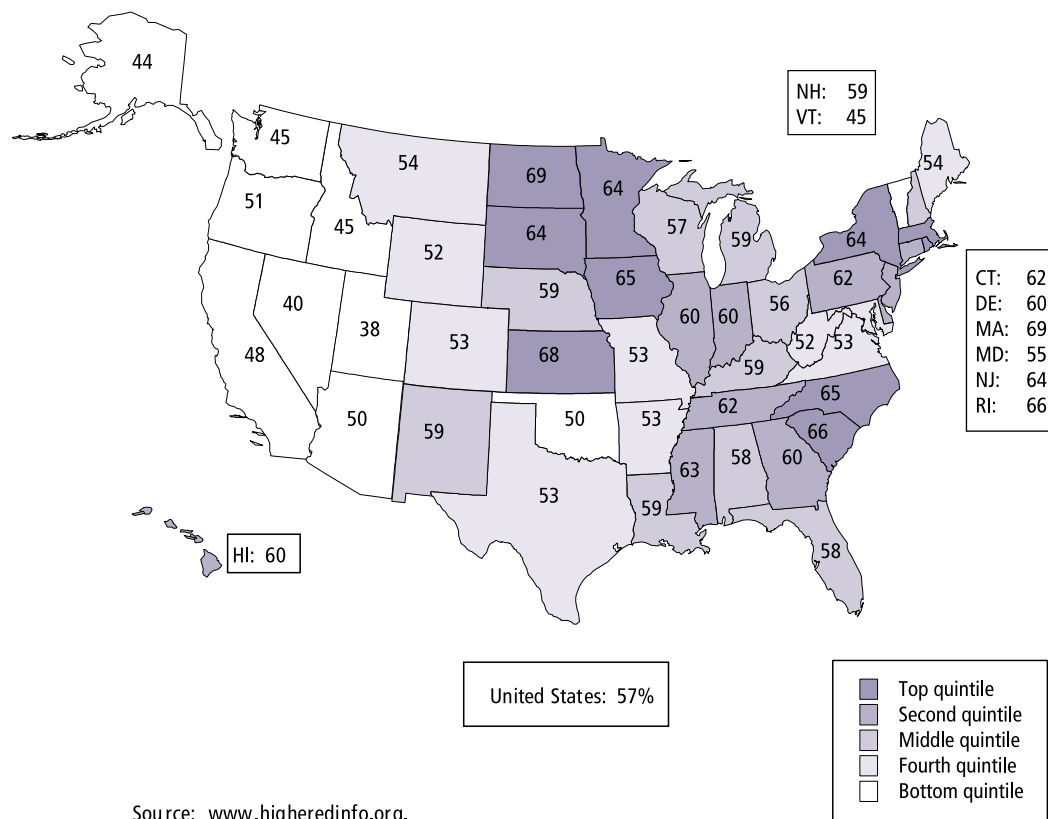 44
NH: 59
VT: 45
45
54
69
64
54
51
45
52
64
57
59
64
40
38
59
65
60
60
56
62
CT: 62
DE: 60
MA: 69
MD: 55
NJ: 64
RI: 66
48
53
68
53
59
52
53
50
59
50
53
62
65
66
53
63
58
60
59
58
HI: 60
United States: 57%
Top quintile
Second quintile
Middle quintile
Fourth quintile
Bottom quintile
Source: www.higheredinfo.org.